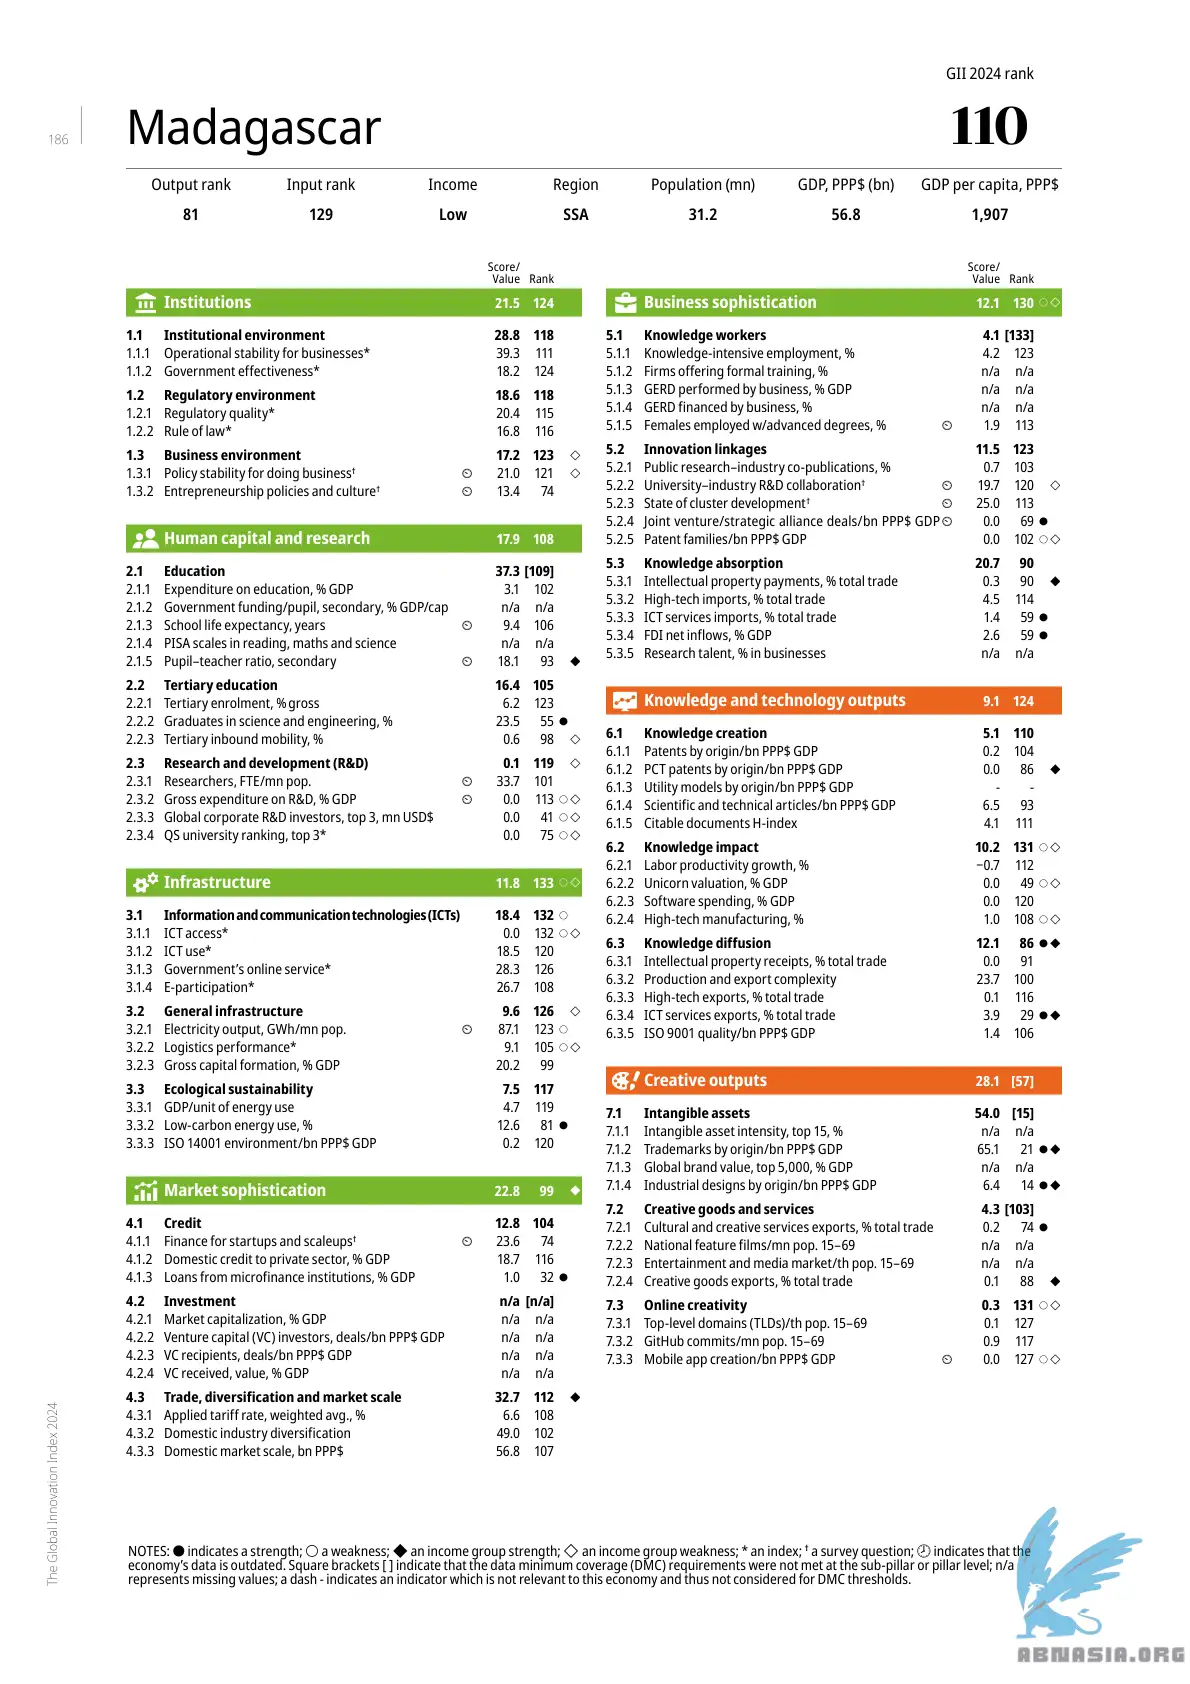 GII 2024 rank
186
Madagascar
110
Output rank Input rank Income Region Population (mn) GDP, PPP$ (bn) GDP per capita, PPP$
81 129 Low SSA 31.2 56.8 1,907
Score/
Value Rank
Institutions 21.5 124
1.1 Institutional environment 28.8 118
1.1.1 Operational stability for businesses* 39.3 111
1.1.2 Government effectiveness* 18.2 124
1.2 Regulatory environment 18.6 118
1.2.1 Regulatory quality* 20.4 115
1.2.2 Rule of law* 16.8 116
1.3 Business environment 17.2 123 ◇
1.3.1 Policy stability for doing business† 21.0 121 ◇
1.3.2 Entrepreneurship policies and culture† 13.4 74
Human capital and research 17.9 108
2.1 Education 37.3 [109]
2.1.1 Expenditure on education, % GDP 3.1 102
2.1.2 Government funding/pupil, secondary, % GDP/cap n/a n/a
2.1.3 School life expectancy, years 9.4 106
2.1.4 PISA scales in reading, maths and science n/a n/a
2.1.5 Pupil–teacher ratio, secondary 18.1 93 ◆
2.2 Tertiary education 16.4 105
2.2.1 Tertiary enrolment, % gross 6.2 123
2.2.2 Graduates in science and engineering, % 23.5 55 ●
2.2.3 Tertiary inbound mobility, % 0.6 98 ◇
2.3 Research and development (R&D) 0.1 119 ◇
2.3.1 Researchers, FTE/mn pop. 33.7 101
2.3.2 Gross expenditure on R&D, % GDP 0.0 113 ○◇
2.3.3 Global corporate R&D investors, top 3, mn USD$ 0.0 41 ○◇
2.3.4 QS university ranking, top 3* 0.0 75 ○◇
Infrastructure 11.8 133 ○◇
3.1 Information and communication technologies (ICTs) 18.4 132 ○
3.1.1 ICT access* 0.0 132 ○◇
3.1.2 ICT use* 18.5 120
3.1.3 Government's online service* 28.3 126
3.1.4 E-participation* 26.7 108
3.2 General infrastructure 9.6 126 ◇
3.2.1 Electricity output, GWh/mn pop. 87.1 123 ○
3.2.2 Logistics performance* 9.1 105 ○◇
3.2.3 Gross capital formation, % GDP 20.2 99
3.3 Ecological sustainability 7.5 117
3.3.1 GDP/unit of energy use 4.7 119
3.3.2 Low-carbon energy use, % 12.6 81 ●
3.3.3 ISO 14001 environment/bn PPP$ GDP 0.2 120
Market sophistication 22.8 99 ◆
4.1 Credit 12.8 104
4.1.1 Finance for startups and scaleups† 23.6 74
4.1.2 Domestic credit to private sector, % GDP 18.7 116
4.1.3 Loans from microfinance institutions, % GDP 1.0 32 ●
4.2 Investment n/a [n/a]
4.2.1 Market capitalization, % GDP n/a n/a
4.2.2 Venture capital (VC) investors, deals/bn PPP$ GDP n/a n/a
4.2.3 VC recipients, deals/bn PPP$ GDP n/a n/a
4.2.4 VC received, value, % GDP n/a n/a
4.3 Trade, diversification and market scale 32.7 112 ◆
4.3.1 Applied tariff rate, weighted avg., % 6.6 108
4.3.2 Domestic industry diversification 49.0 102
4.3.3 Domestic market scale, bn PPP$ 56.8 107
Score/
Value Rank
Business sophistication 12.1 130 ○◇
5.1 Knowledge workers 4.1 [133]
5.1.1 Knowledge-intensive employment, % 4.2 123
5.1.2 Firms offering formal training, % n/a n/a
5.1.3 GERD performed by business, % GDP n/a n/a
5.1.4 GERD financed by business, % n/a n/a
5.1.5 Females employed w/advanced degrees, % 1.9 113
5.2 Innovation linkages 11.5 123
5.2.1 Public research–industry co-publications, % 0.7 103
5.2.2 University–industry R&D collaboration† 19.7 120 ◇
5.2.3 State of cluster development† 25.0 113
5.2.4 Joint venture/strategic alliance deals/bn PPP$ GDP 0.0 69 ●
5.2.5 Patent families/bn PPP$ GDP 0.0 102 ○◇
5.3 Knowledge absorption 20.7 90
5.3.1 Intellectual property payments, % total trade 0.3 90 ◆
5.3.2 High-tech imports, % total trade 4.5 114
5.3.3 ICT services imports, % total trade 1.4 59 ●
5.3.4 FDI net inflows, % GDP 2.6 59 ●
5.3.5 Research talent, % in businesses n/a n/a
Knowledge and technology outputs 9.1 124
6.1 Knowledge creation 5.1 110
6.1.1 Patents by origin/bn PPP$ GDP 0.2 104
6.1.2 PCT patents by origin/bn PPP$ GDP 0.0 86 ◆
6.1.3 Utility models by origin/bn PPP$ GDP - -
6.1.4 Scientific and technical articles/bn PPP$ GDP 6.5 93
6.1.5 Citable documents H-index 4.1 111
6.2 Knowledge impact 10.2 131 ○◇
6.2.1 Labor productivity growth, % −0.7 112
6.2.2 Unicorn valuation, % GDP 0.0 49 ○◇
6.2.3 Software spending, % GDP 0.0 120
6.2.4 High-tech manufacturing, % 1.0 108 ○◇
6.3 Knowledge diffusion 12.1 86 ●◆
6.3.1 Intellectual property receipts, % total trade 0.0 91
6.3.2 Production and export complexity 23.7 100
6.3.3 High-tech exports, % total trade 0.1 116
6.3.4 ICT services exports, % total trade 3.9 29 ●◆
6.3.5 ISO 9001 quality/bn PPP$ GDP 1.4 106
Creative outputs 28.1 [57]
7.1 Intangible assets 54.0 [15]
7.1.1 Intangible asset intensity, top 15, % n/a n/a
7.1.2 Trademarks by origin/bn PPP$ GDP 65.1 21 ●◆
7.1.3 Global brand value, top 5,000, % GDP n/a n/a
7.1.4 Industrial designs by origin/bn PPP$ GDP 6.4 14 ●◆
7.2 Creative goods and services 4.3 [103]
7.2.1 Cultural and creative services exports, % total trade 0.2 74 ●
7.2.2 National feature films/mn pop. 15–69 n/a n/a
7.2.3 Entertainment and media market/th pop. 15–69 n/a n/a
7.2.4 Creative goods exports, % total trade 0.1 88 ◆
7.3 Online creativity 0.3 131 ○◇
7.3.1 Top-level domains (TLDs)/th pop. 15–69 0.1 127
7.3.2 GitHub commits/mn pop. 15–69 0.9 117
7.3.3 Mobile app creation/bn PPP$ GDP 0.0 127 ○◇
The Global Innovation Index 2024
NOTES: ● indicates a strength; ○ a weakness; ◆ an income group strength; ◇ an income group weakness; * an index; † a survey question; 🕘 indicates that the
economy's data is outdated. Square brackets [ ] indicate that the data minimum coverage (DMC) requirements were not met at the sub-pillar or pillar level; n/a
represents missing values; a dash - indicates an indicator which is not relevant to this economy and thus not considered for DMC thresholds.
ABNASIA.ORG